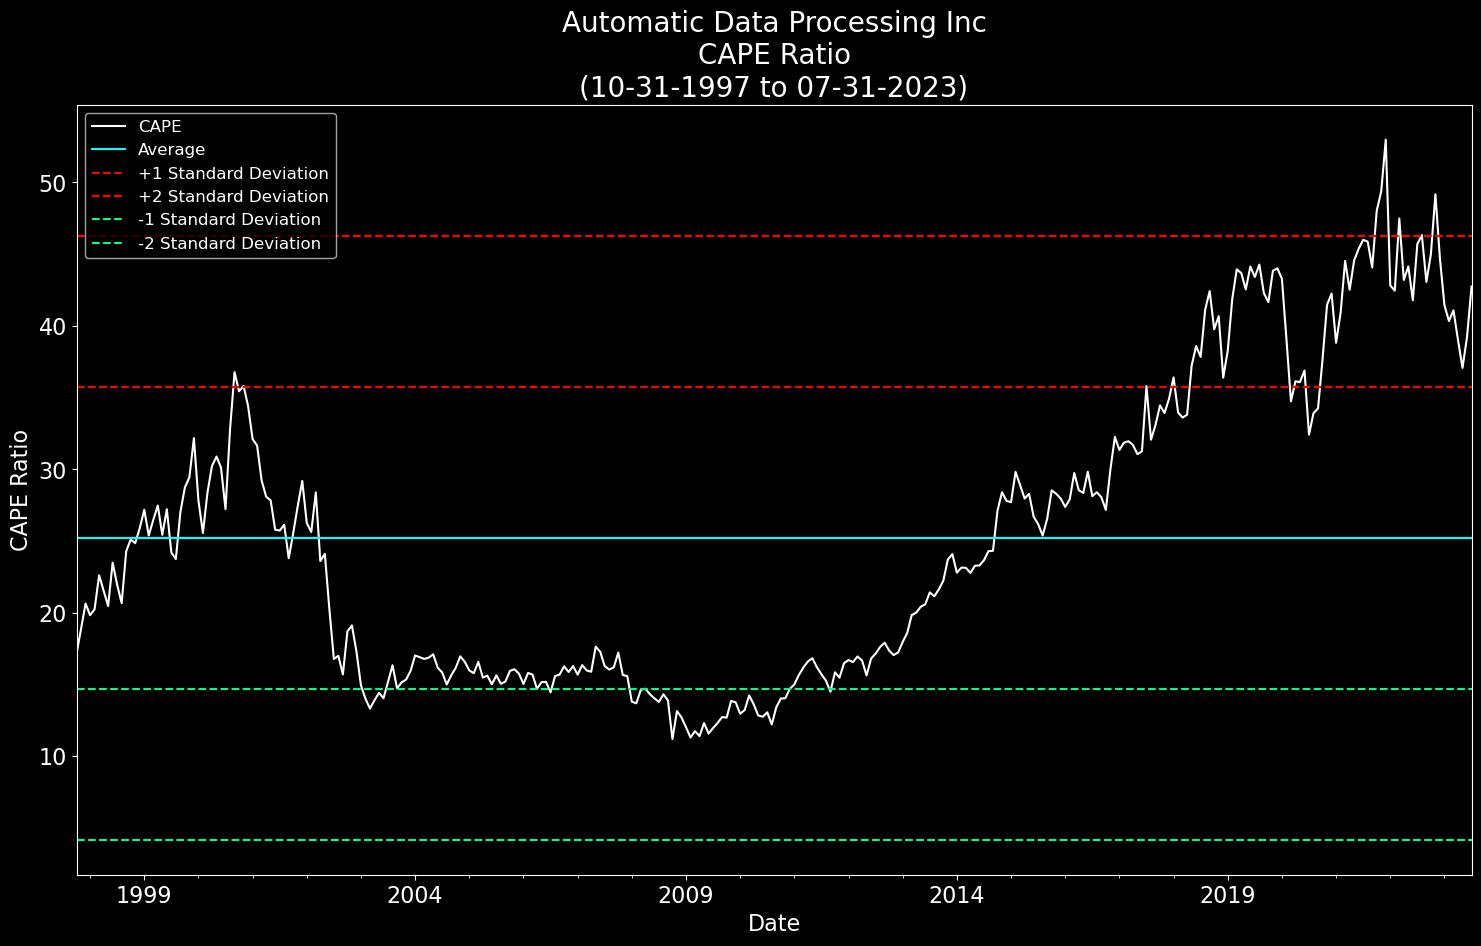 Automatic Data Processing Inc
CAPE Ratio
(10-31-1997 to 07-31-2023)
CAPE
Average
+1 Standard Deviation
+2 Standard Deviation
-1 Standard Deviation
-2 Standard Deviation
50
40
30
20
10
CAPE Ratio
1999
2004
2009
2014
2019
Date